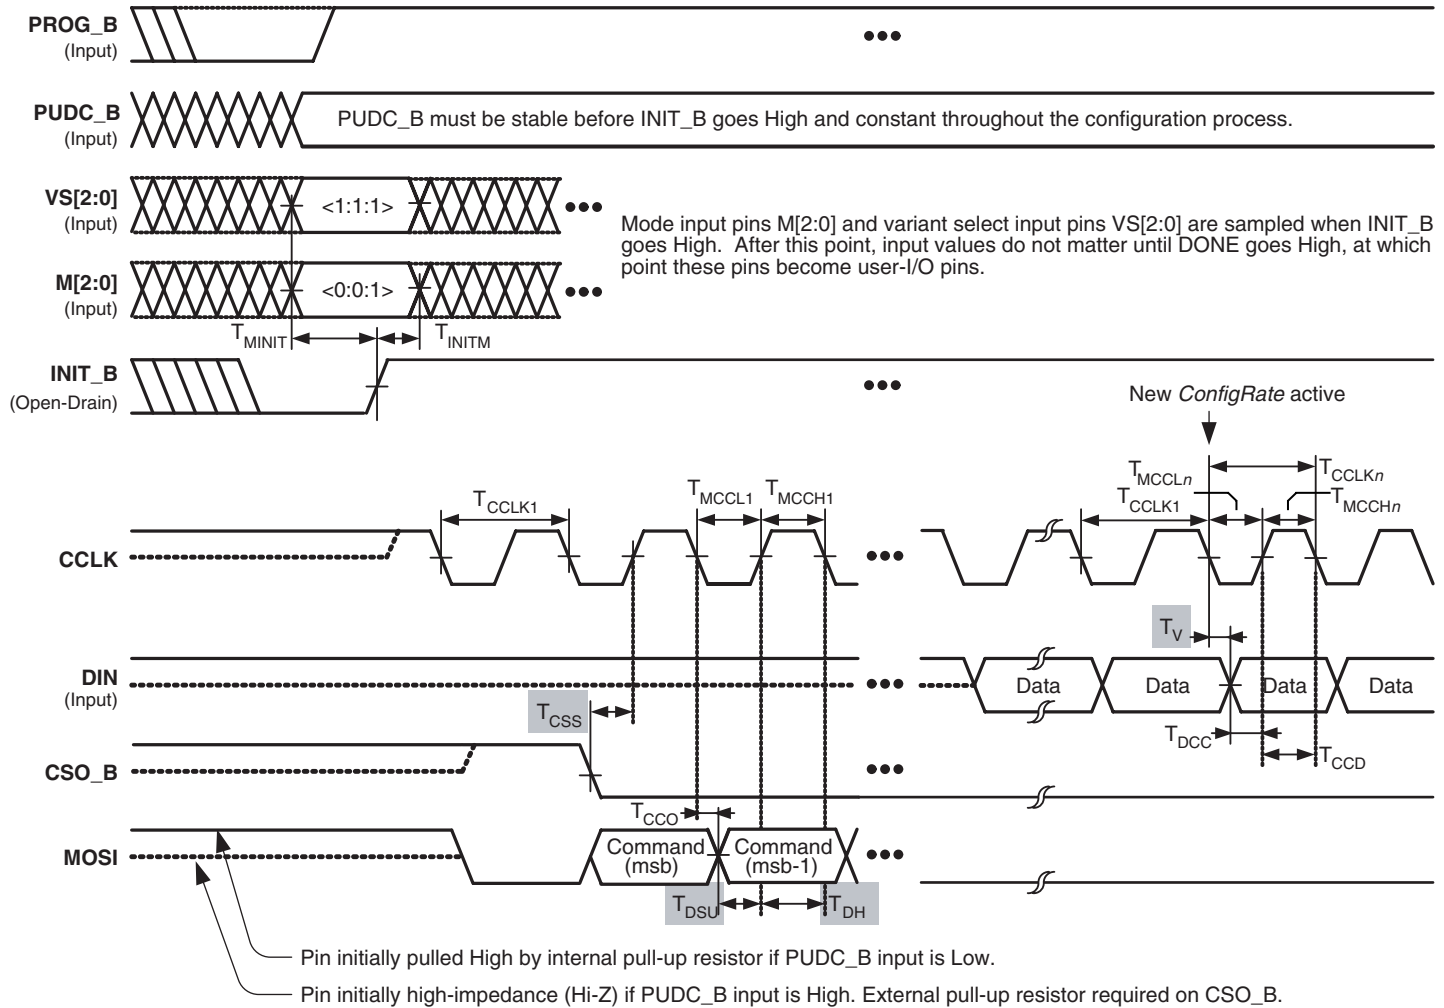 PROG_B
(Input)
PUDC_B
(Input)
PUDC_B must be stable before INIT_B goes High and constant throughout the configuration process.
VS[2:0]
(Input)
<1:1:1>
Mode input pins M[2:0] and variant select input pins VS[2:0] are sampled when INIT_B
goes High. After this point, input values do not matter until DONE goes High, at which
point these pins become user-I/O pins.
M[2:0]
(Input)
<0:0:1>
TMINIT
TINITM
INIT_B
(Open-Drain)
New ConfigRate active
TMCCLn
TCCLKn
TCCLK1
TMCCL1
TMCCH1
TCCLK1
TMCCHn
CCLK
TV
DIN
(Input)
Data
Data
Data
Data
TCSS
TDCC
TCCD
CSO_B
TCCO
MOSI
Command
(msb)
Command
(msb-1)
TDSU
TDH
Pin initially pulled High by internal pull-up resistor if PUDC_B input is Low.
Pin initially high-impedance (Hi-Z) if PUDC_B input is High. External pull-up resistor required on CSO_B.